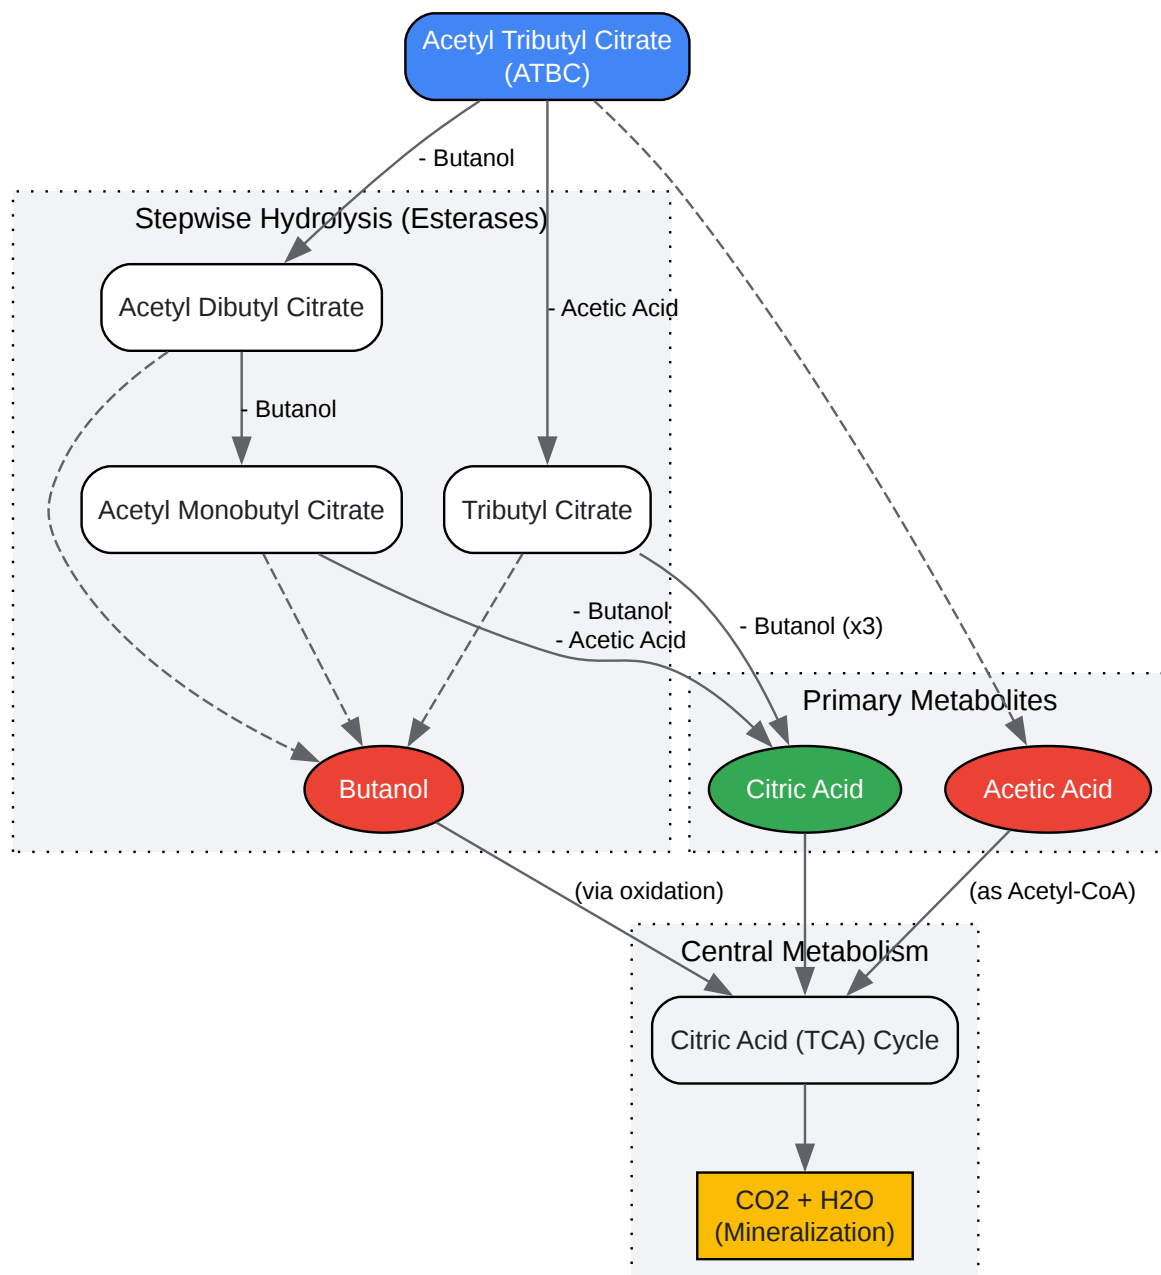 Acetyl Tributyl Citrate
(ATBC)
- Butanol
Stepwise Hydrolysis (Esterases)
Acetyl Dibutyl Citrate
- Acetic Acid
- Butanol
Acetyl Monobutyl Citrate
Tributyl Citrate
- Butanol
- Acetic Acid
- Butanol (x3)
Primary Metabolites
Butanol
Citric Acid
Acetic Acid
(via oxidation)
(as Acetyl-CoA)
Central Metabolism
Citric Acid (TCA) Cycle
CO2 + H2O
(Mineralization)